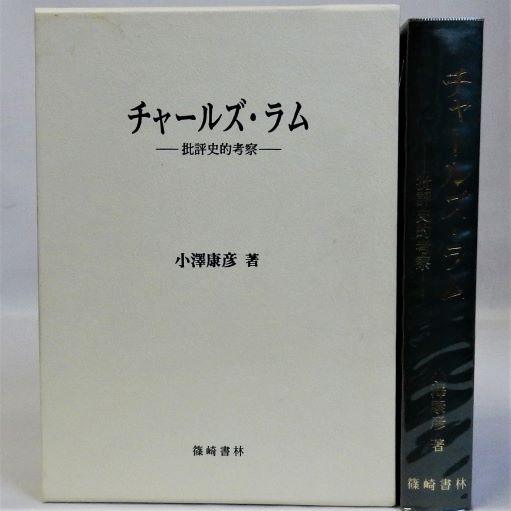 チャールズ・ラム
―批評史的考察―
小澤康彦 著
篠崎書林
チャールズ・ラム
批評史的考察
小澤康彦 著
篠崎書林